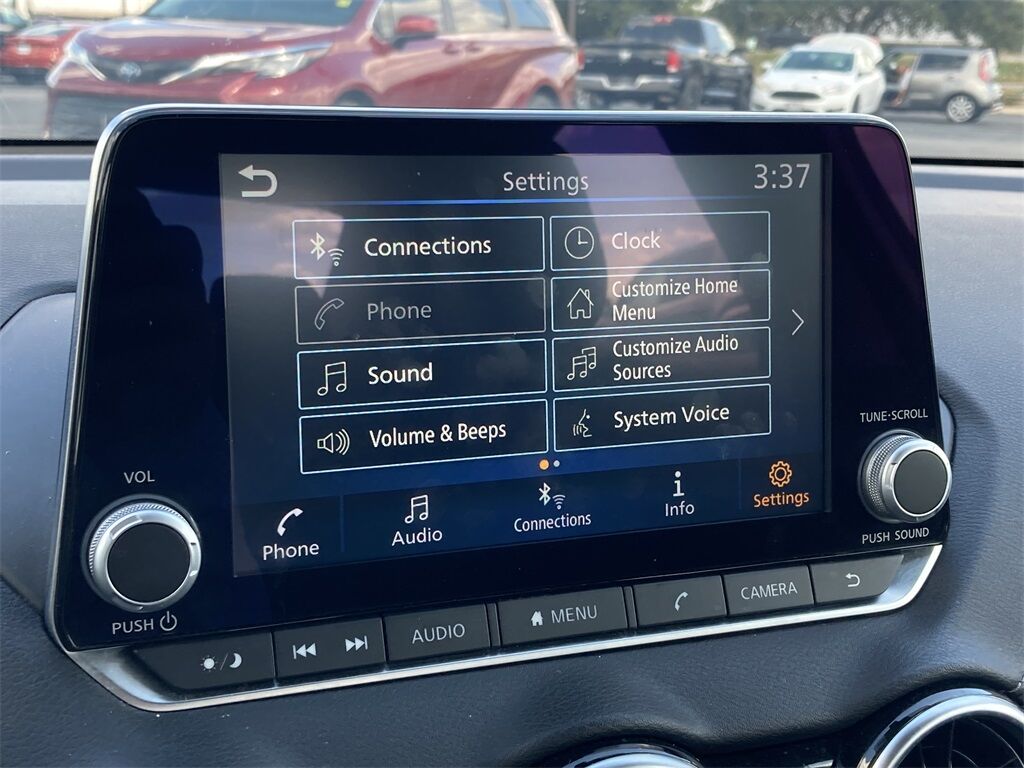 Settings
3:37
Connections
Clock
Phone
Customize Home
Menu
Sound
Customize Audio
Sources
Volume & Beeps
System Voice
Phone
Audio
Connections
Info
Settings
VOL
PUSH
TUNE·SCROLL
PUSH SOUND
AUDIO
MENU
CAMERA